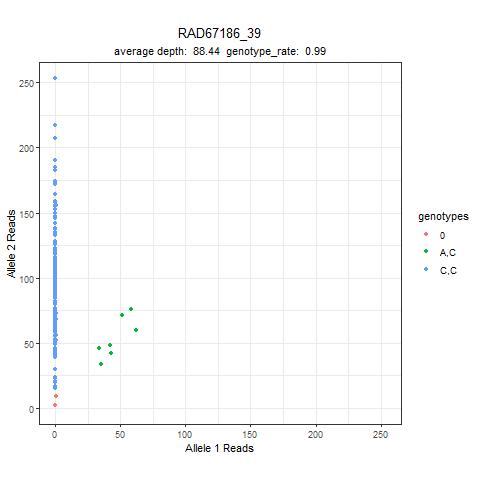 RAD67186_39
average depth: 88.44 genotype_rate: 0.99
250
200
150
100
50
0
Allele 2 Reads
0 50 100 150 200 250
Allele 1 Reads
genotypes
0
A,C
C,C